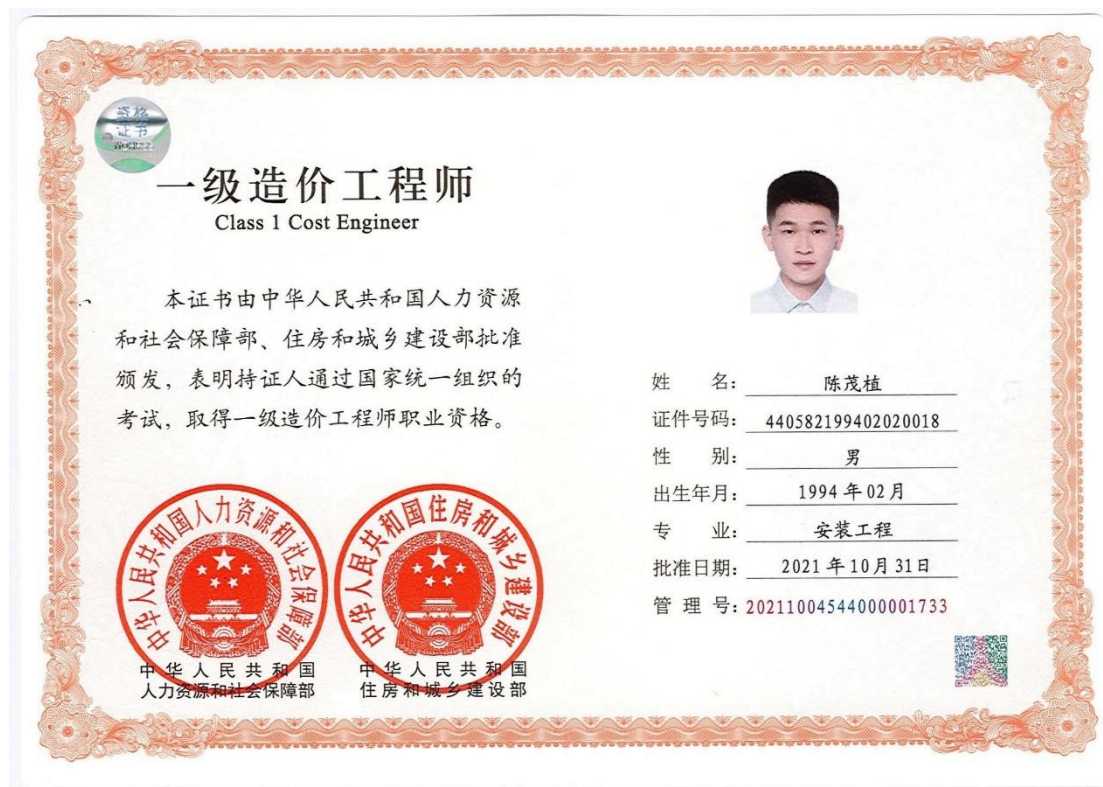 资格
证书
一级造价工程师
Class 1 Cost Engineer
本证书由中华人民共和国人力资源
和社会保障部、住房和城乡建设部批准
颁发，表明持证人通过国家统一组织的
考试，取得一级造价工程师职业资格。
中华人民共和国人力资源和社会保障部
中华人民共和国住房和城乡建设部
中华人民共和国
人力资源和社会保障部
中华人民共和国
住房和城乡建设部
姓 名: 陈茂植
证件号码: 440582199402020018
性 别: 男
出生年月: 1994年02月
专 业: 安装工程
批准日期: 2021年10月31日
管 理 号: 20211004544000001733